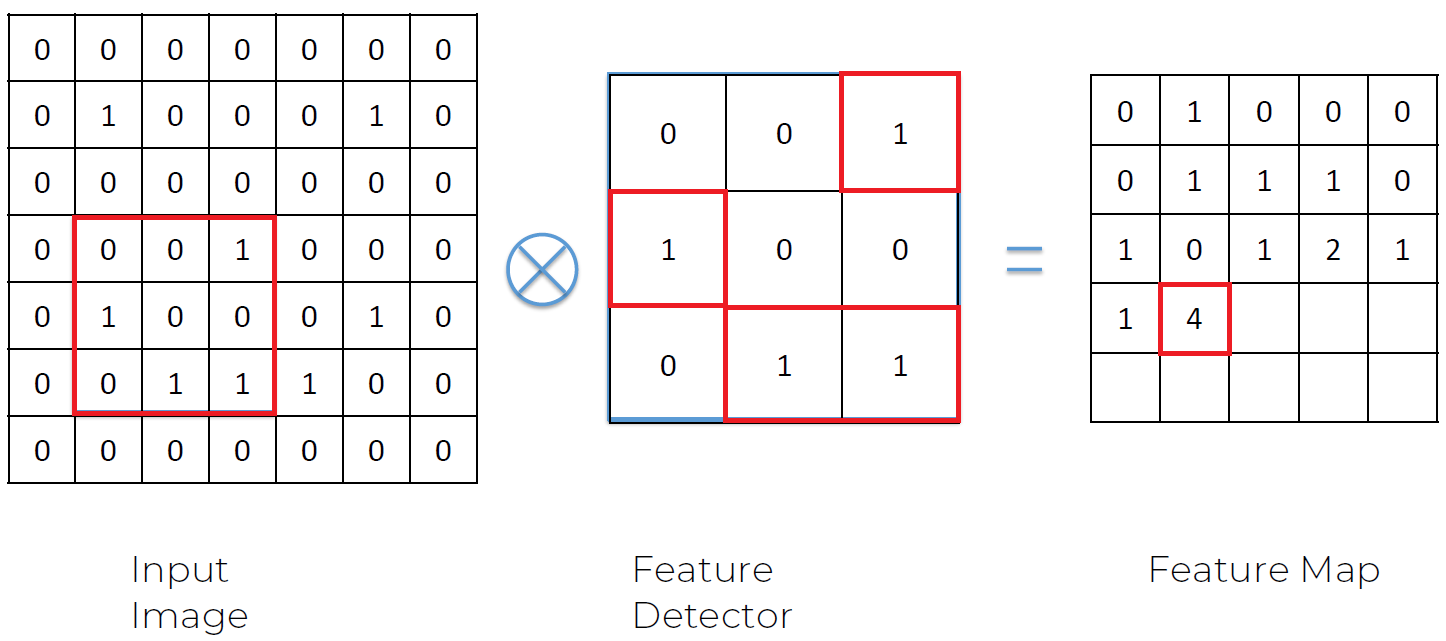 0 0 0 0 0 0 0
0 1 0 0 0 1 0
0 0 0 0 0 0 0
0 0 0 1 0 0 0
0 1 0 0 0 1 0
0 0 1 1 1 0 0
0 0 0 0 0 0 0
Input
Image
0 0 1
1 0 0
0 1 1
Feature
Detector
=
0 1 0 0 0
0 1 1 1 0
1 0 1 2 1
1 4
Feature Map